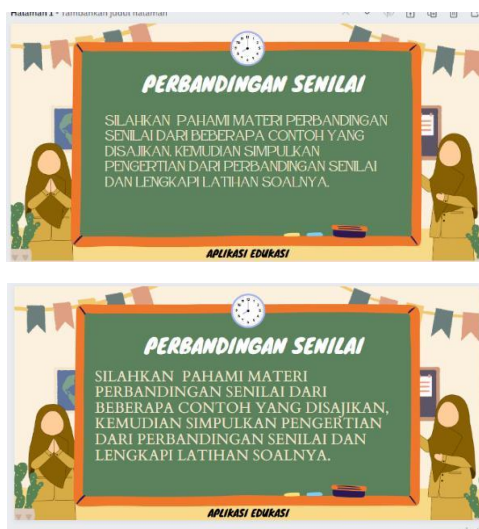 Halaman 1 - Tambahkan judul halaman
PERBANDINGAN SENILAI
SILAHKAN PAHAMI MATERI PERBANDINGAN
SENILAI DARI BEBERAPA CONTOH YANG
DISAJIKAN, KEMUDIAN SIMPULKAN
PENGERTIAN DARI PERBANDINGAN SENILAI
DAN LENGKAPI LATIHAN SOALNYA.
APLIKASI EDUKASI
PERBANDINGAN SENILAI
SILAHKAN PAHAMI MATERI
PERBANDINGAN SENILAI DARI
BEBERAPA CONTOH YANG DISAJIKAN,
KEMUDIAN SIMPULKAN PENGERTIAN
DARI PERBANDINGAN SENILAI DAN
LENGKAPI LATIHAN SOALNYA.
APLIKASI EDUKASI